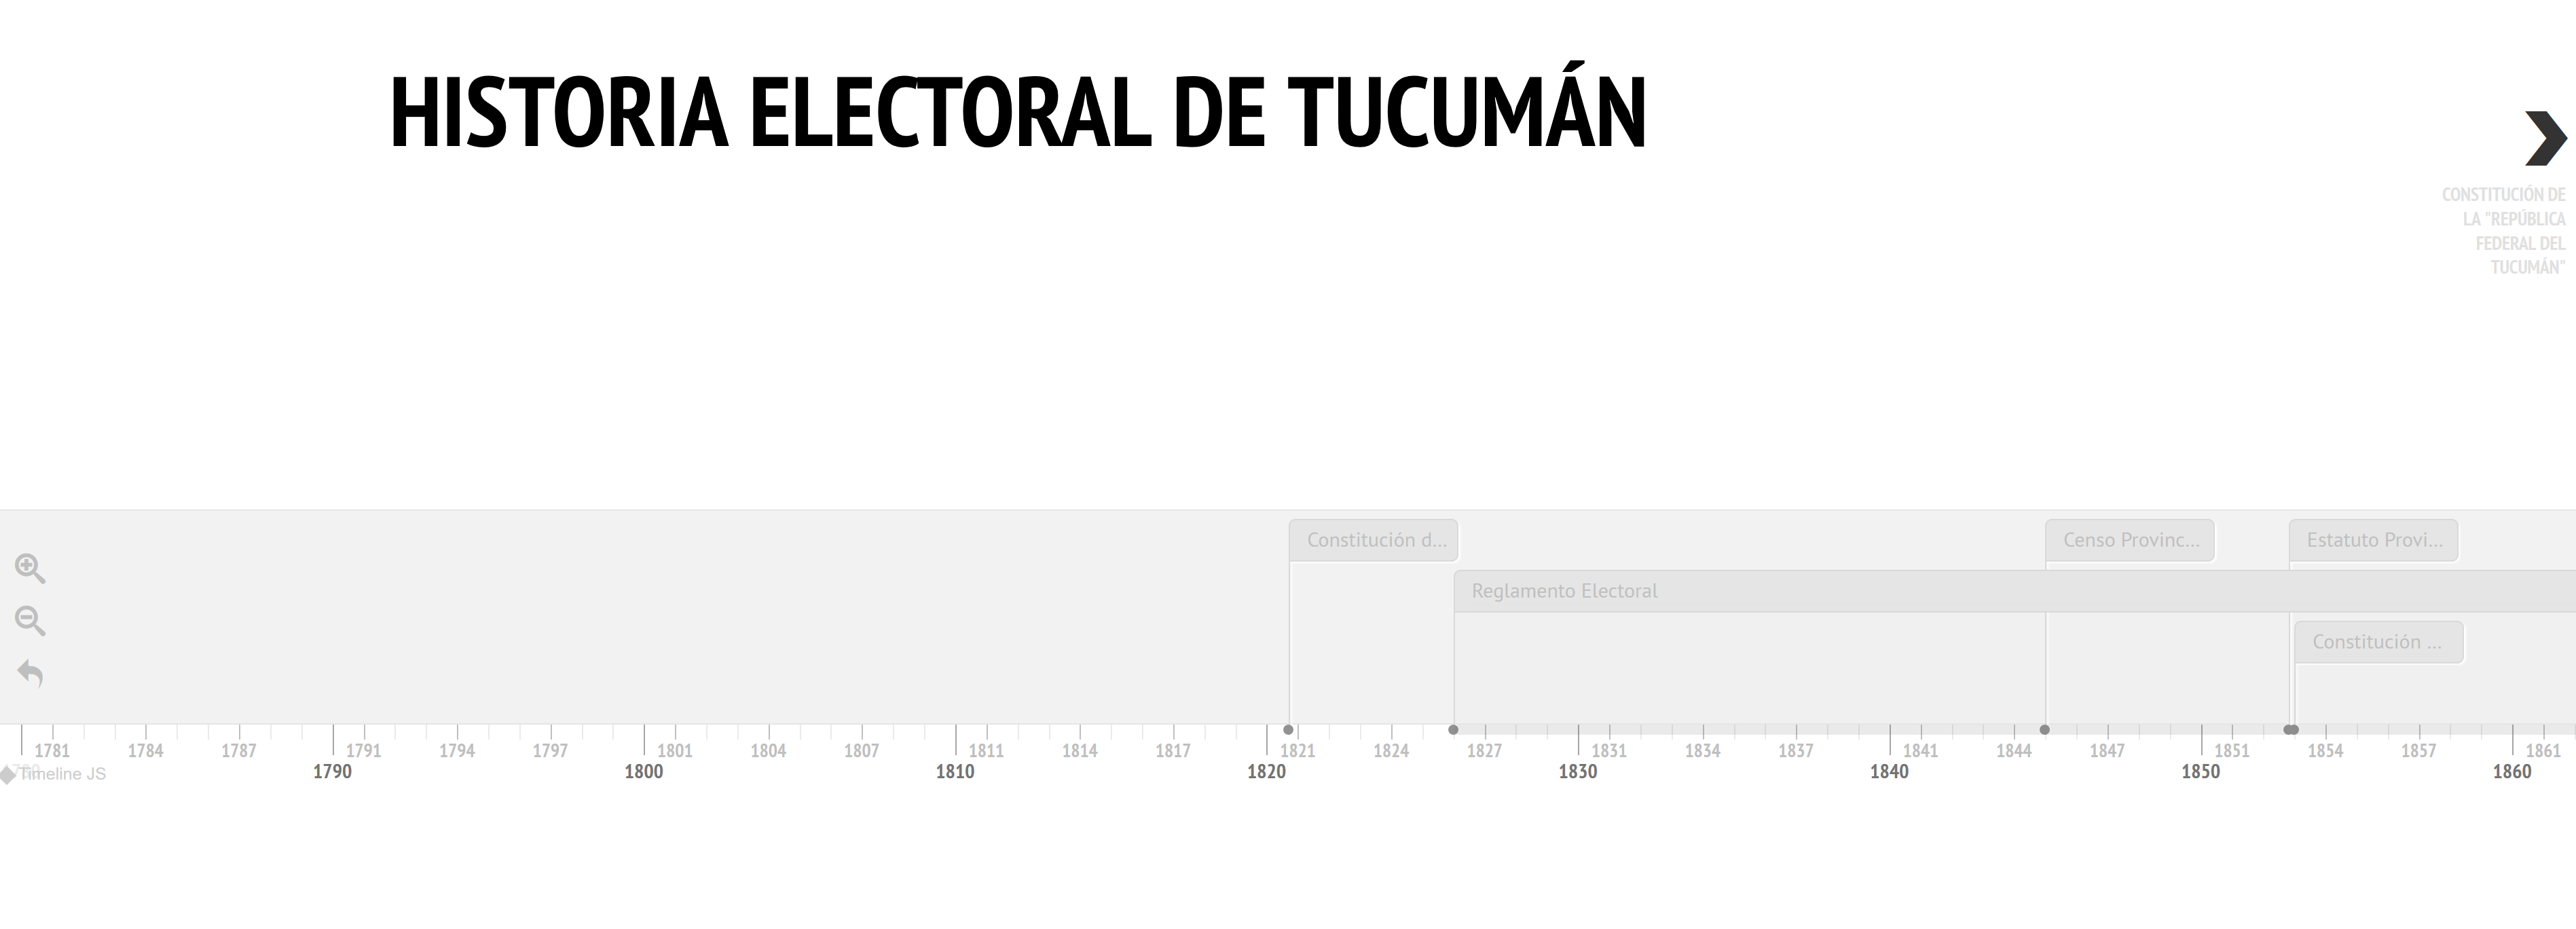 HISTORIA ELECTORAL DE TUCUMÁN
CONSTITUCIÓN DE
LA "REPÚBLICA
FEDERAL DEL
TUCUMÁN"
Constitución d...
Censo Provinc...
Estatuto Provi...
Reglamento Electoral
Constitución ...
1781 1784 1787 1791 1794 1797 1801 1804 1807 1811 1814 1817 1821 1824 1827 1831 1834 1837 1841 1844 1847 1851 1854 1857 1861
1780 1790 1800 1810 1820 1830 1840 1850 1860
Timeline JS